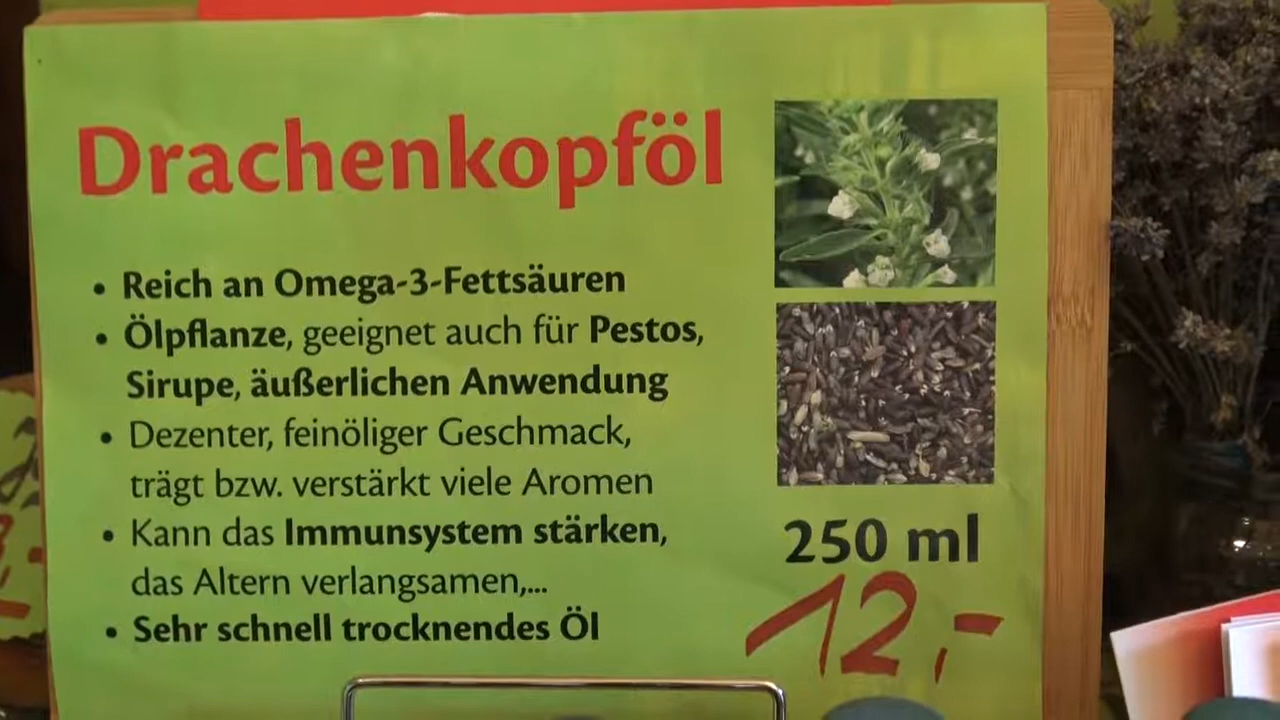 Drachenkopföl
• Reich an Omega-3-Fettsäuren
• Ölpflanze, geeignet auch für Pestos,
Sirupe, äußerlichen Anwendung
• Dezenter, feinöliger Geschmack,
trägt bzw. verstärkt viele Aromen
• Kann das Immunsystem stärken,
das Altern verlangsamen,...
• Sehr schnell trocknendes Öl
250 ml
12,-